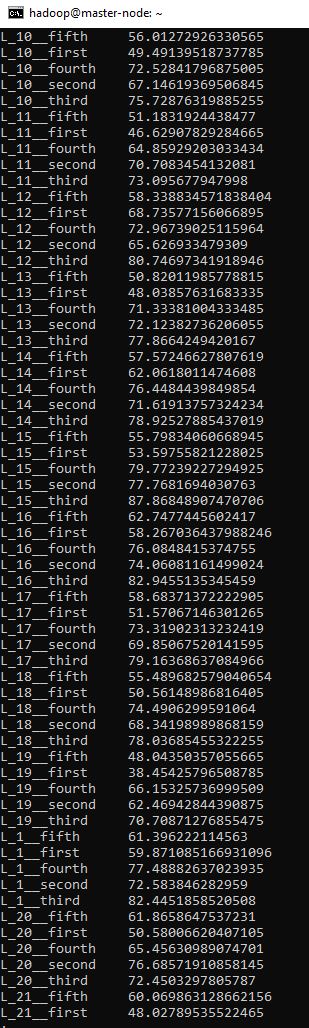 hadoop@master-node: ~
L_10__fifth 56.01272926330565
L_10__first 49.49139518737785
L_10__fourth 72.52841796875005
L_10__second 67.14619369506845
L_10__third 75.72876319885255
L_11__fifth 51.1831924438477
L_11__first 46.62907829284665
L_11__fourth 64.85929203033434
L_11__second 70.7083454132081
L_11__third 73.095677947998
L_12__fifth 58.338834571838404
L_12__first 68.73577156066895
L_12__fourth 72.96739025115964
L_12__second 65.626933479309
L_12__third 80.74697341918946
L_13__fifth 50.82011985778815
L_13__first 48.03857631683335
L_13__fourth 71.33381004333485
L_13__second 72.12382736206055
L_13__third 77.8664249420167
L_14__fifth 57.57246627807619
L_14__first 62.0618011474608
L_14__fourth 76.4484439849854
L_14__second 71.61913757324234
L_14__third 78.92527885437019
L_15__fifth 55.79834060668945
L_15__first 53.59755821228025
L_15__fourth 79.77239227294925
L_15__second 77.7681694030763
L_15__third 87.86848907470706
L_16__fifth 62.7477445602417
L_16__first 58.267036437988246
L_16__fourth 76.0848415374755
L_16__second 74.06081161499024
L_16__third 82.9455135345459
L_17__fifth 58.68371372222905
L_17__first 51.57067146301265
L_17__fourth 73.31902313232419
L_17__second 69.85067520141595
L_17__third 79.16368637084966
L_18__fifth 55.489682579040654
L_18__first 50.56148986816405
L_18__fourth 74.4906299591064
L_18__second 68.34198989868159
L_18__third 78.03685455322255
L_19__fifth 48.04350357055665
L_19__first 38.45425796508785
L_19__fourth 66.15325736999509
L_19__second 62.46942844390875
L_19__third 70.70871276855475
L_1__fifth 61.396222114563
L_1__first 59.871085166931096
L_1__fourth 77.48882637023935
L_1__second 72.583846282959
L_1__third 82.4451858520508
L_20__fifth 61.8658647537231
L_20__first 50.58006620407105
L_20__fourth 65.45630989074701
L_20__second 76.68571910858145
L_20__third 72.4503297805787
L_21__fifth 60.069863128662156
L_21__first 48.02789535522465